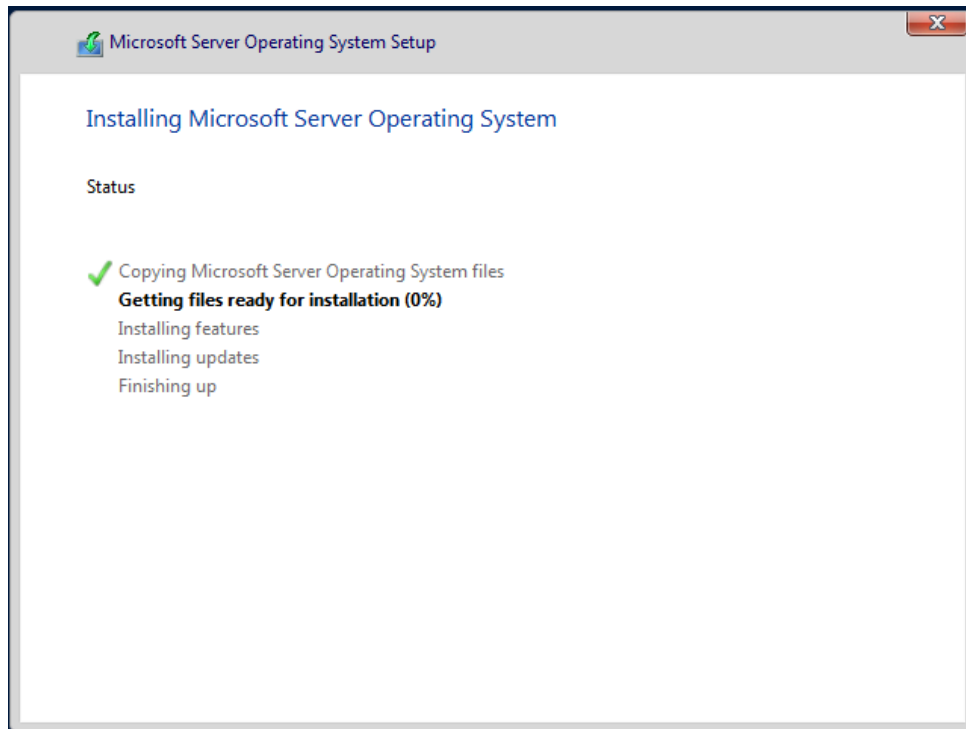 Microsoft Server Operating System Setup
Installing Microsoft Server Operating System
Status
Copying Microsoft Server Operating System files
Getting files ready for installation (0%)
Installing features
Installing updates
Finishing up